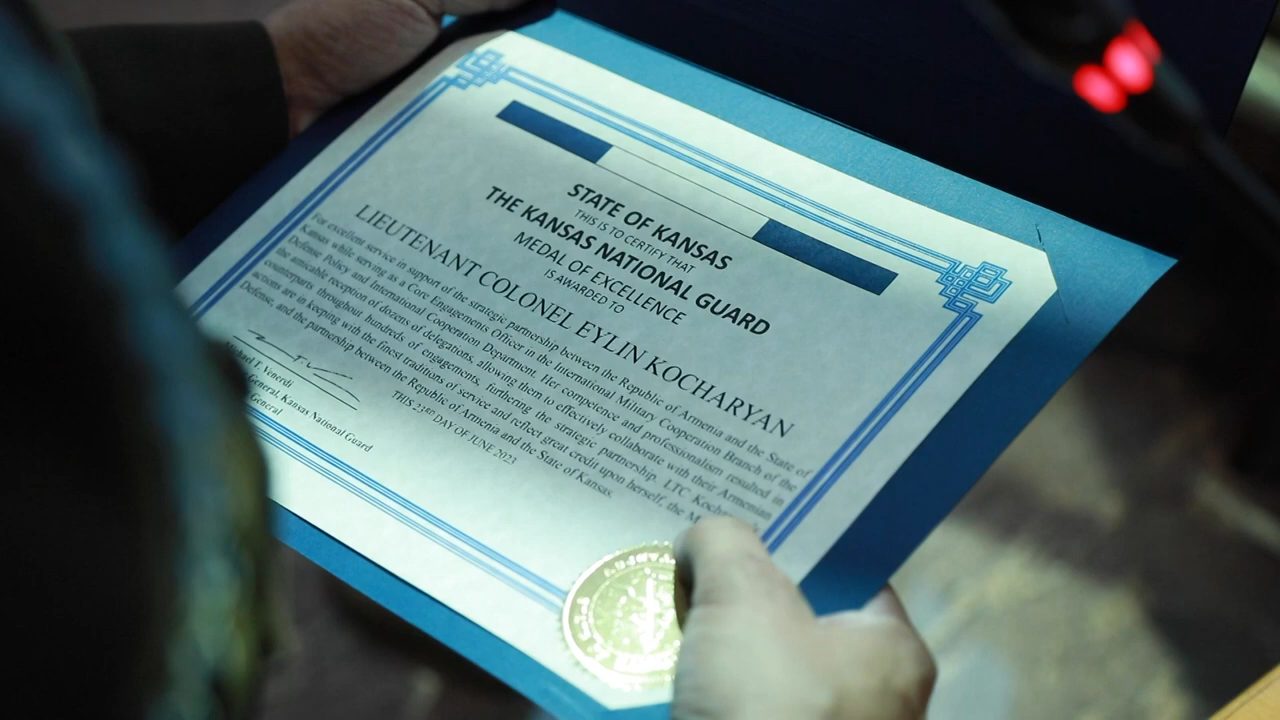 STATE OF KANSAS
THIS IS TO CERTIFY THAT
THE KANSAS NATIONAL GUARD
MEDAL OF EXCELLENCE
IS AWARDED TO
LIEUTENANT COLONEL EYLIN KOCHARYAN
For excellent service in support of the strategic partnership between the Republic of Armenia and the State of
Kansas while serving as a Core Engagements Officer in the International Military Cooperation Branch of the
Defense Policy and International Cooperation Department. Her competence and professionalism resulted in
the amicable reception of dozens of delegations, allowing them to effectively collaborate with their Armenian
counterparts throughout hundreds of engagements, furthering the strategic partnership. LTC
actions are in keeping with the finest traditions of service and reflect great credit upon herself, the
Defense, and the partnership between the Republic of Armenia and the State of Kansas.
THIS 23RD DAY OF JUNE 2023
T. Venerdi
General, Kansas National Guard
General